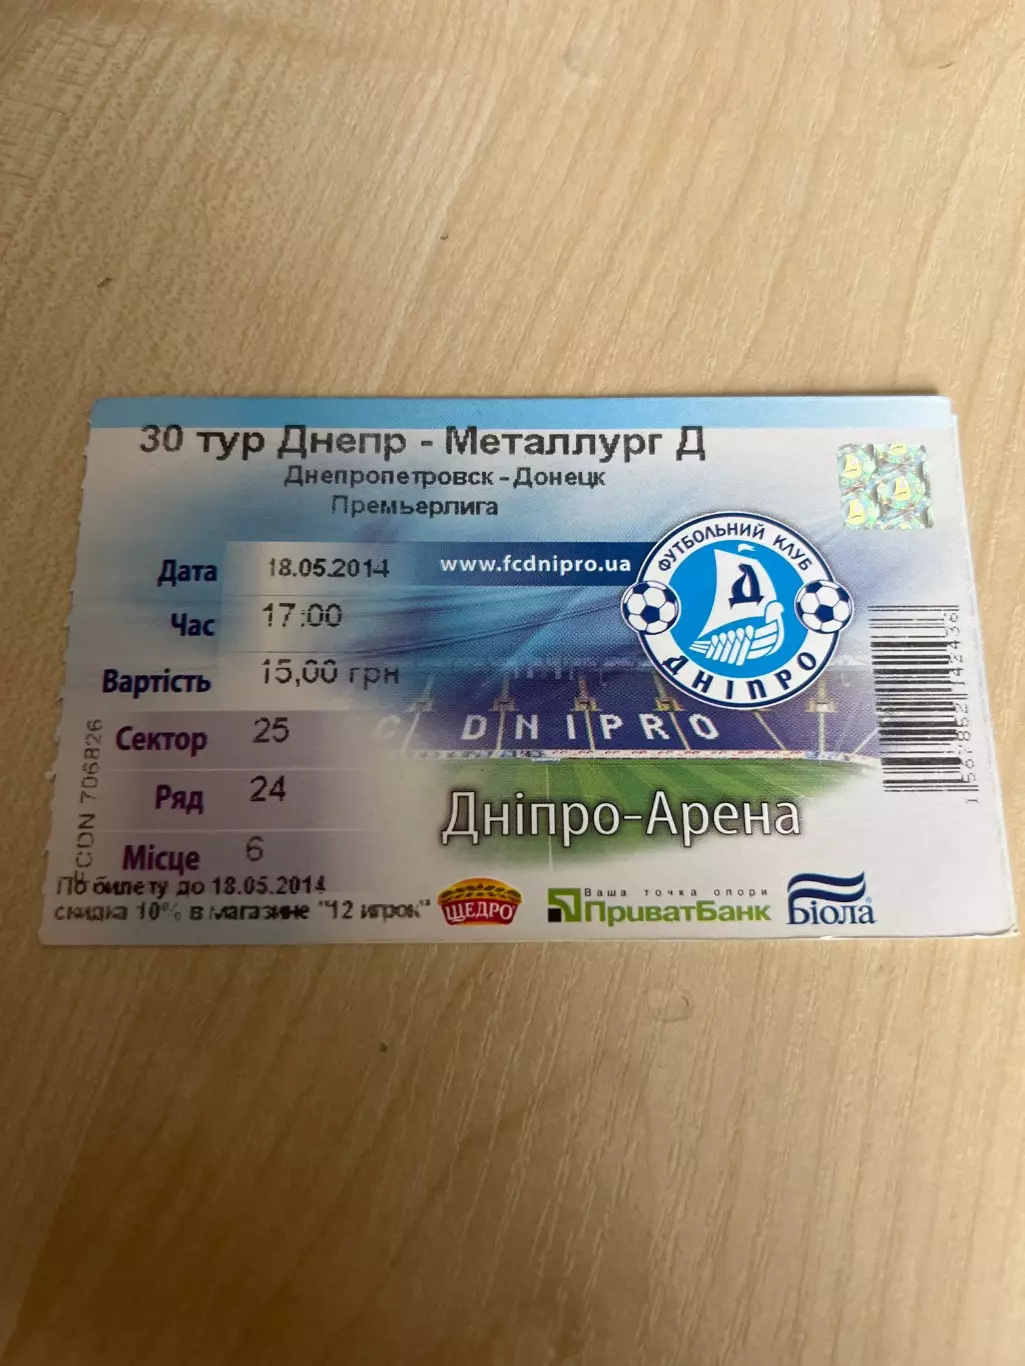 30 тур Днепр - Металлург Д
Днепропетровск-Донецк
Премьерлига
Дата 18.05.2014
www.fcdnipro.ua
Час 17:00
Вартість 15,00 грн
Сектор 25
Ряд 24
Місце 6
FCDN 706826
ФУТБОЛЬНИЙ КЛУБ
Д
ДНІПРО
C DNIPRO
Дніпро-Арена
По билету до 18.05.2014
скидка 10% в магазине "12 игрок"
ЩЕДРО
Ваша точка опори
ПриватБанк
Біола